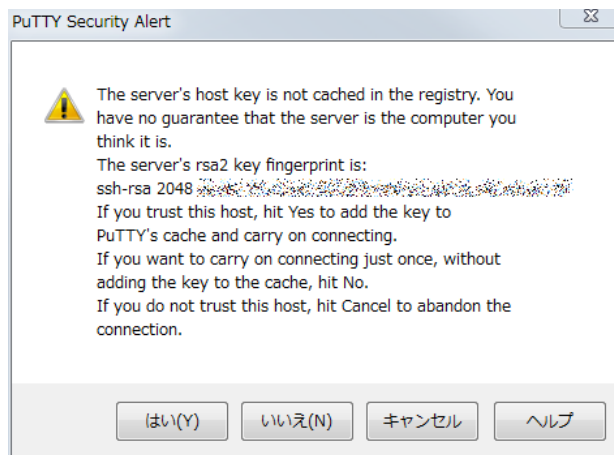 PuTTY Security Alert
The server's host key is not cached in the registry. You
have no guarantee that the server is the computer you
think it is.
The server's rsa2 key fingerprint is:
ssh-rsa 2048
If you trust this host, hit Yes to add the key to
PuTTY's cache and carry on connecting.
If you want to carry on connecting just once, without
adding the key to the cache, hit No.
If you do not trust this host, hit Cancel to abandon the
connection.
はい(Y) いいえ(N) キャンセル ヘルプ